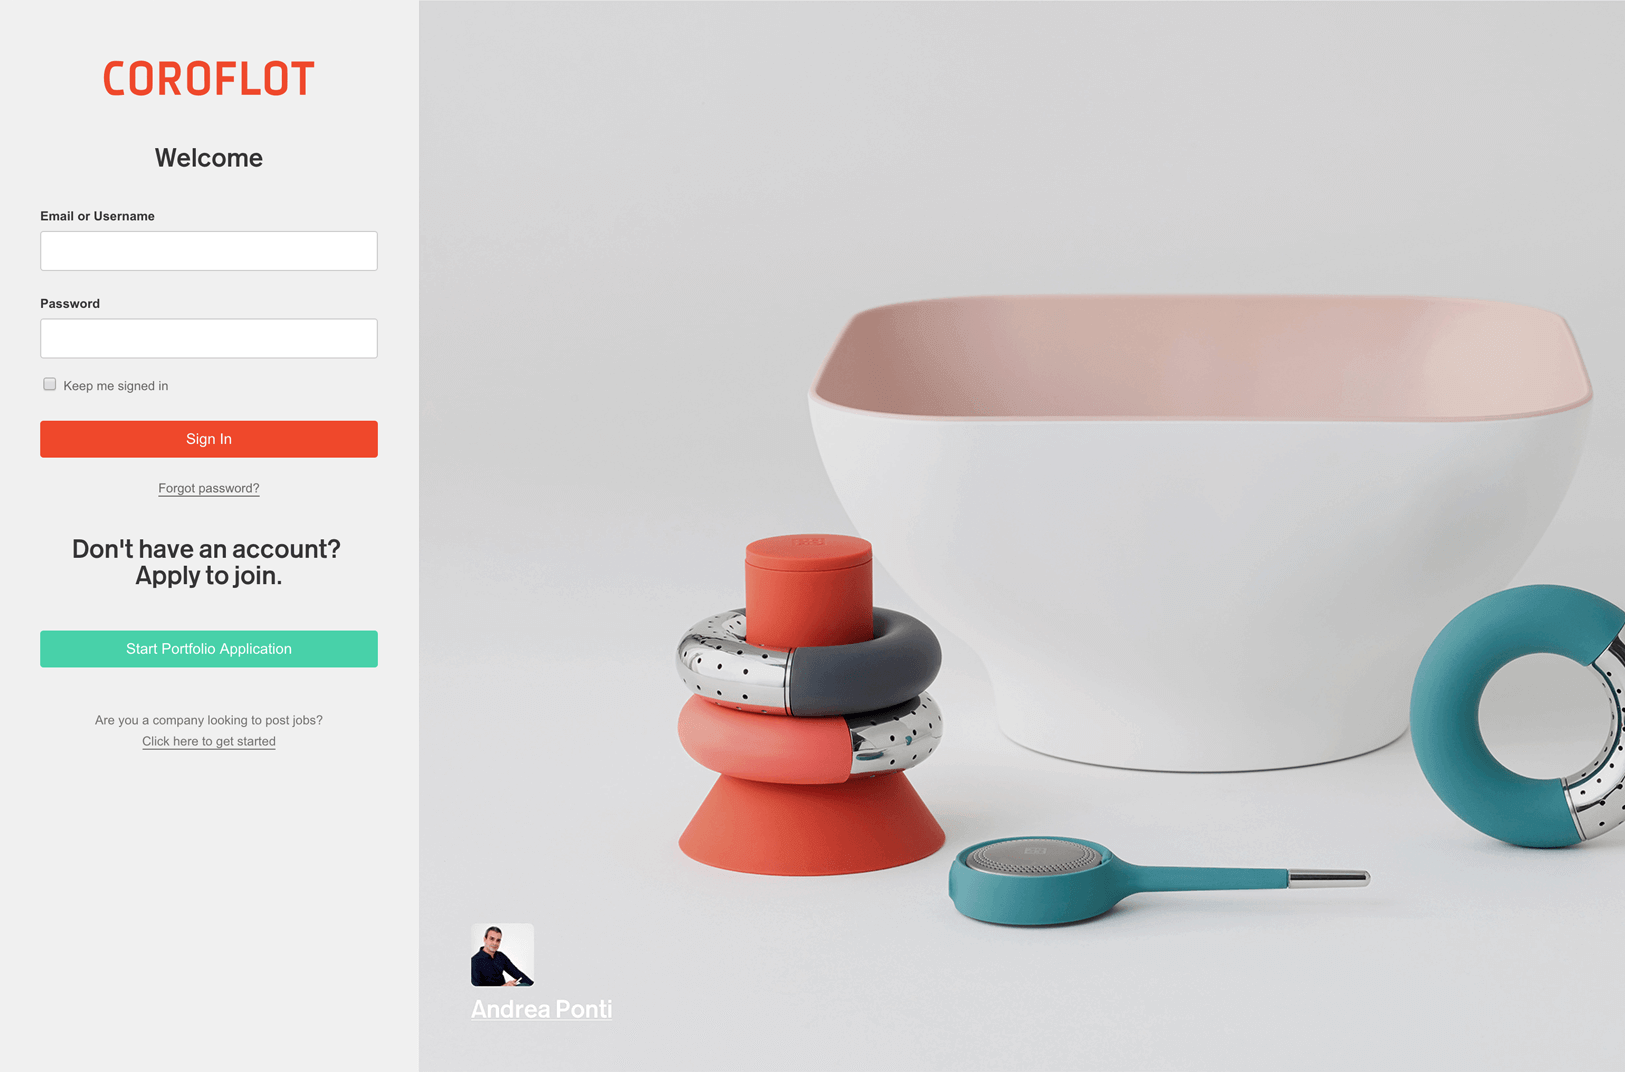 COROFLOT
Welcome
Email or Username
Password
Keep me signed in
Sign In
Forgot password?
Don't have an account?
Apply to join.
Start Portfolio Application
Are you a company looking to post jobs?
Click here to get started
Andrea Ponti